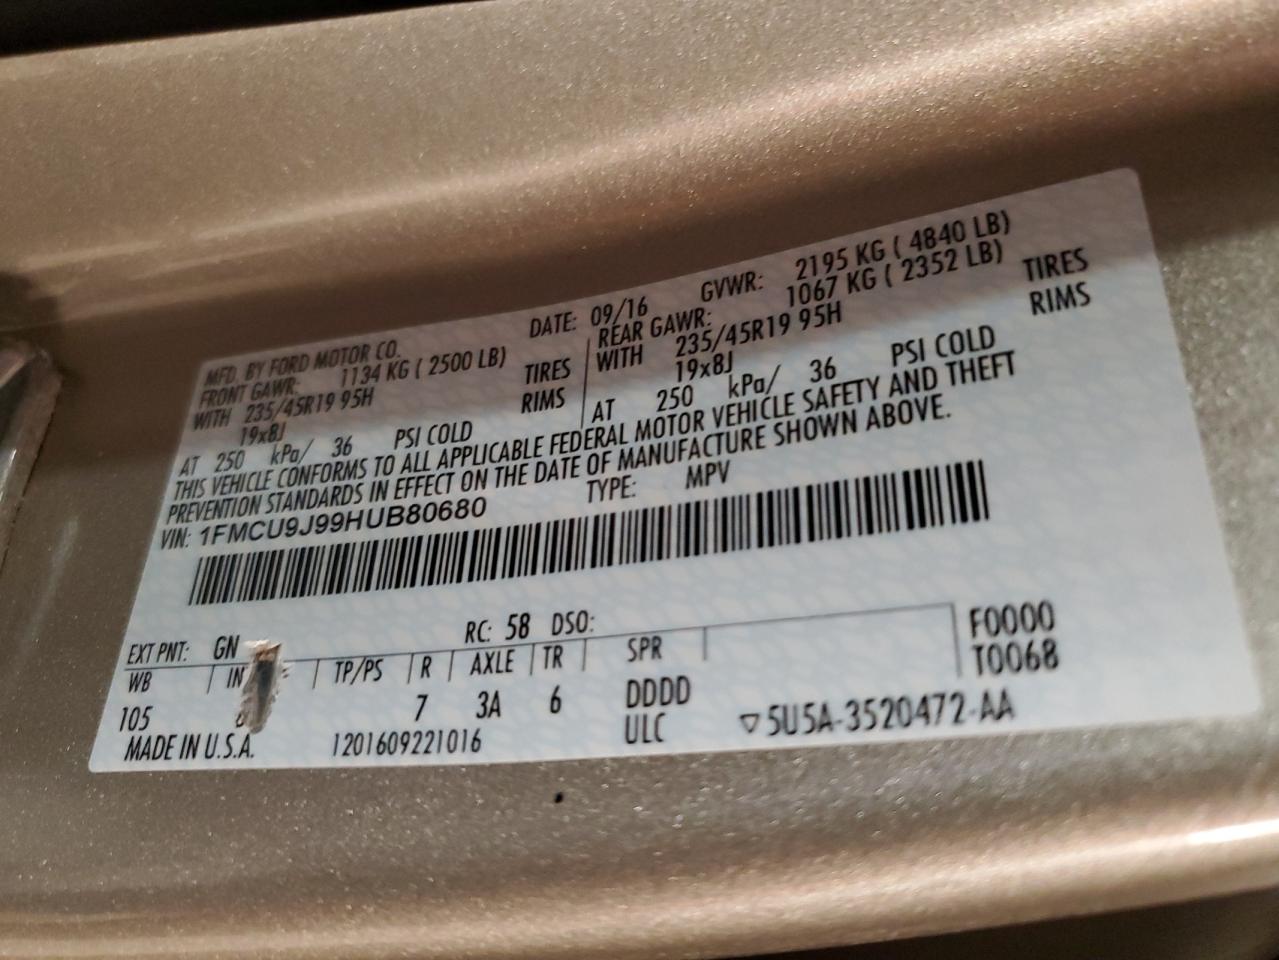 MFD. BY FORD MOTOR CO.
DATE: 09/16 GVWR: 2195 KG ( 4840 LB)
FRONT GAWR: 1134 KG ( 2500 LB) REAR GAWR: 1067 KG ( 2352 LB)
WITH 235/45R19 95H TIRES WITH 235/45R19 95H TIRES
19x8J RIMS 19x8J RIMS
AT 250 kPa/ 36 PSI COLD AT 250 kPa/ 36 PSI COLD
THIS VEHICLE CONFORMS TO ALL APPLICABLE FEDERAL MOTOR VEHICLE SAFETY AND THEFT
PREVENTION STANDARDS IN EFFECT ON THE DATE OF MANUFACTURE SHOWN ABOVE.
VIN: 1FMCU9J99HUB80680 TYPE: MPV
EXT PNT: GN RC: 58 DSO: F0000
WB TP/PS R AXLE TR SPR T0068
105 7 3A 6 DDDD
MADE IN U.S.A. 1201609221016 ULC ▽5U5A-3520472-AA